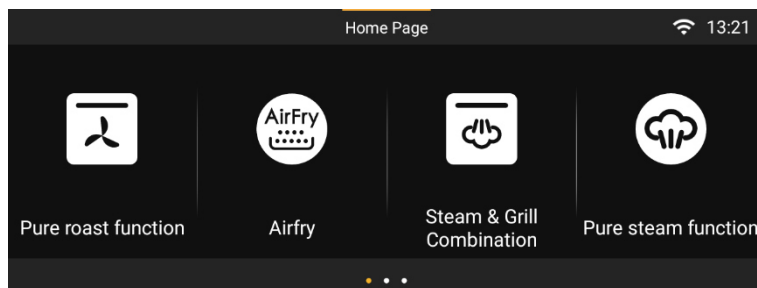 Home Page
13:21
AirFry
Pure roast function
Airfry
Steam & Grill
Combination
Pure steam function